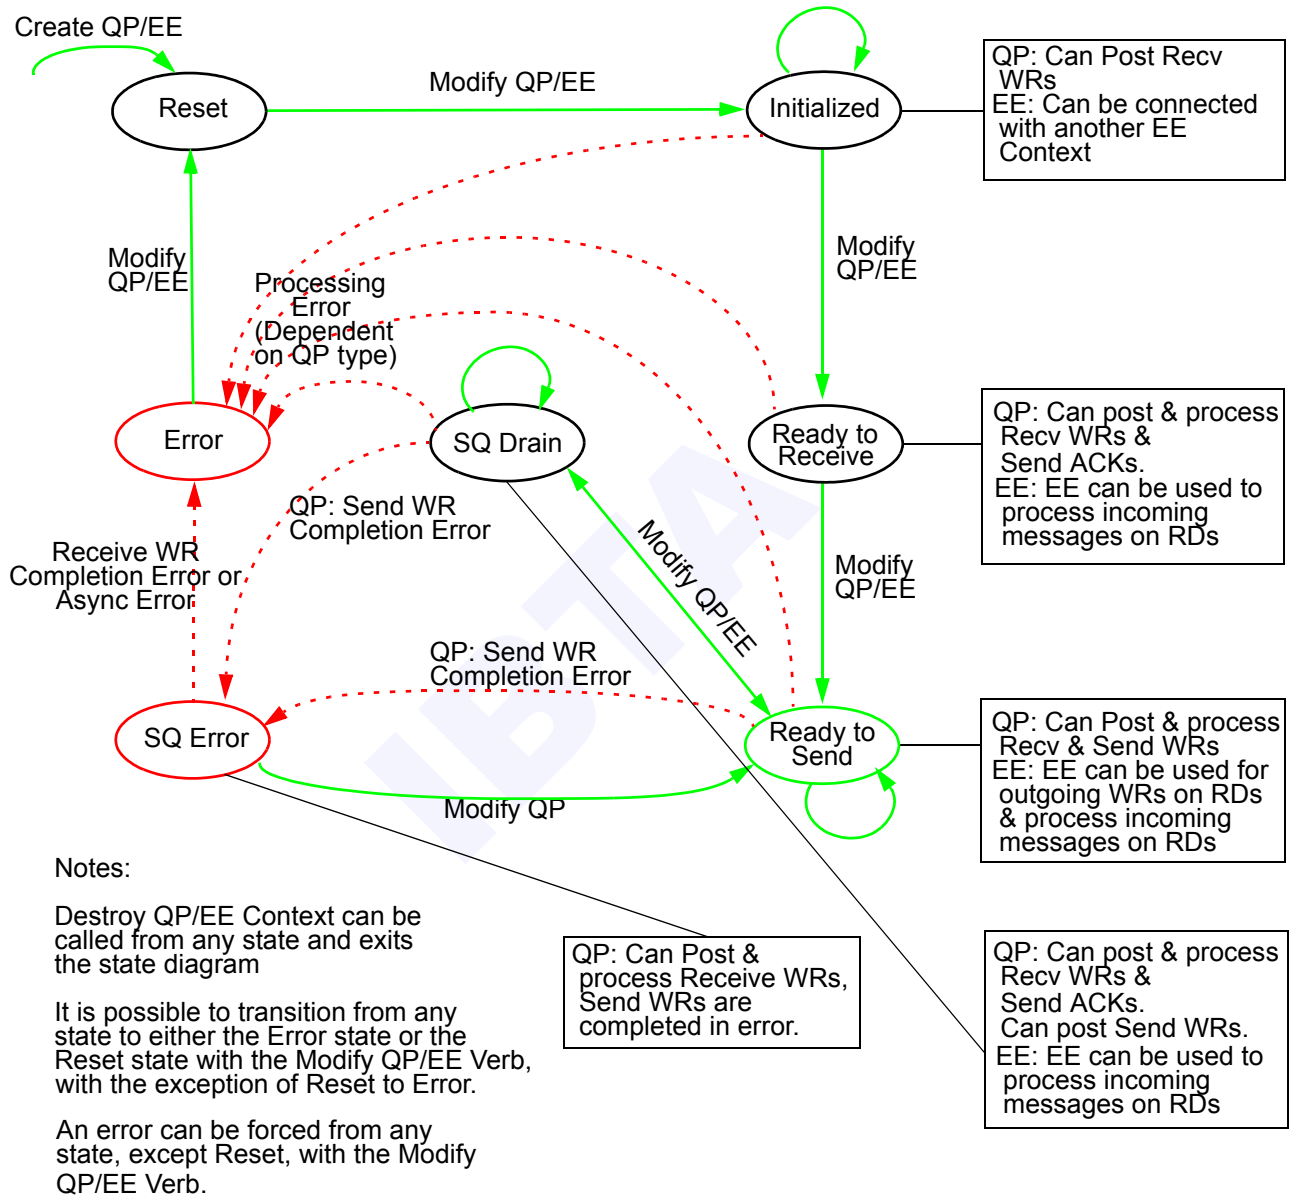 Create QP/EE
Reset
Modify QP/EE
Initialized
QP: Can Post Recv
WRs
EE: Can be connected
with another EE
Context
Modify
QP/EE
Processing
Error
(Dependent
on QP type)
Modify
QP/EE
Error
SQ Drain
Ready to
Receive
QP: Can post & process
Recv WRs &
Send ACKs.
EE: EE can be used to
process incoming
messages on RDs
QP: Send WR
Completion Error
Modify QP/EE
Receive WR
Completion Error or
Async Error
Modify
QP/EE
QP: Send WR
Completion Error
SQ Error
Ready to
Send
QP: Can Post & process
Recv & Send WRs
EE: EE can be used for
outgoing WRs on RDs
& process incoming
messages on RDs
Modify QP
IBTA
Notes:
Destroy QP/EE Context can be
called from any state and exits
the state diagram
It is possible to transition from any
state to either the Error state or the
Reset state with the Modify QP/EE Verb,
with the exception of Reset to Error.
An error can be forced from any
state, except Reset, with the Modify
QP/EE Verb.
QP: Can Post &
process Receive WRs,
Send WRs are
completed in error.
QP: Can post & process
Recv WRs &
Send ACKs.
Can post Send WRs.
EE: EE can be used to
process incoming
messages on RDs